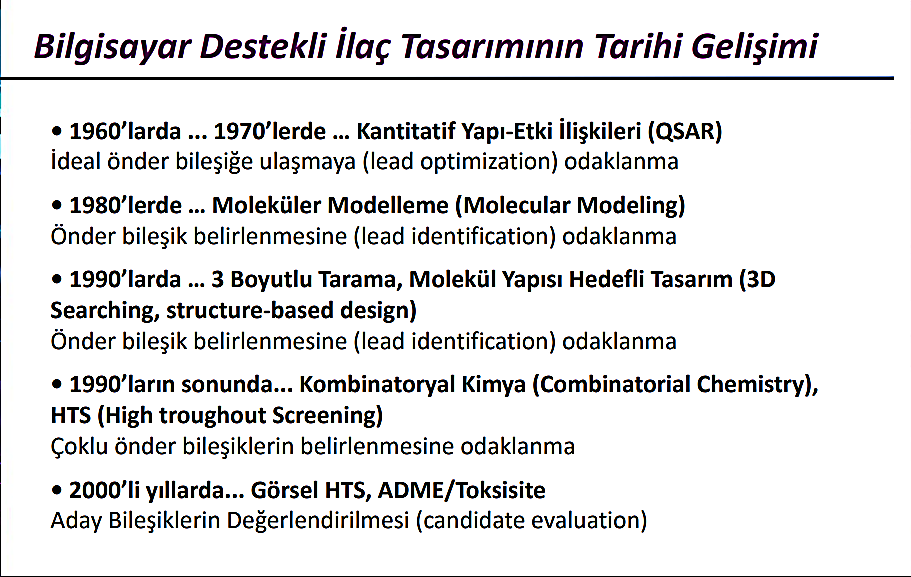 Bilgisayar Destekli İlaç Tasarımının Tarihi Gelişimi
• 1960’larda ... 1970’lerde … Kantitatif Yapı-Etki İlişkileri (QSAR)
İdeal önder bileşiğe ulaşmaya (lead optimization) odaklanma
• 1980’lerde … Moleküler Modelleme (Molecular Modeling)
Önder bileşik belirlenmesine (lead identification) odaklanma
• 1990’larda … 3 Boyutlu Tarama, Molekül Yapısı Hedefli Tasarım (3D
Searching, structure-based design)
Önder bileşik belirlenmesine (lead identification) odaklanma
• 1990’ların sonunda... Kombinatoryal Kimya (Combinatorial Chemistry),
HTS (High troughout Screening)
Çoklu önder bileşiklerin belirlenmesine odaklanma
• 2000’li yıllarda... Görsel HTS, ADME/Toksisite
Aday Bileşiklerin Değerlendirilmesi (candidate evaluation)